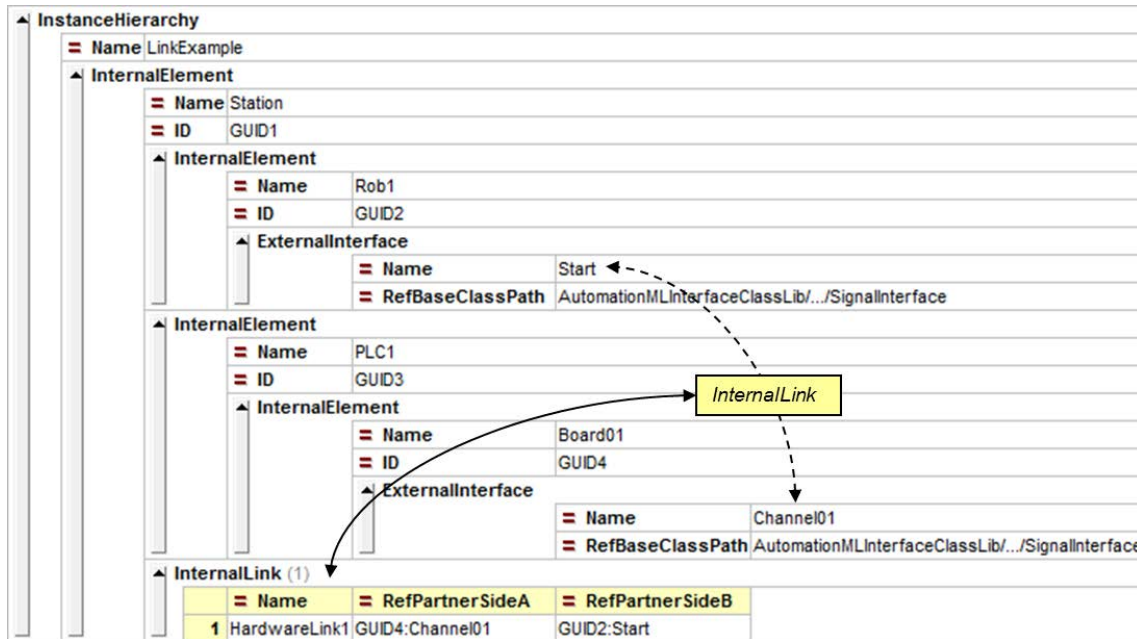 InstanceHierarchy
= Name LinkExample
InternalElement
= Name Station
= ID GUID1
InternalElement
= Name Rob1
= ID GUID2
ExternalInterface
= Name Start
= RefBaseClassPath AutomationMLInterfaceClassLib/.../SignalInterface
InternalElement
= Name PLC1
= ID GUID3
InternalLink
InternalElement
= Name Board01
= ID GUID4
ExternalInterface
= Name Channel01
= RefBaseClassPath AutomationMLInterfaceClassLib/.../SignalInterface
InternalLink (1)
= Name = RefPartnerSideA = RefPartnerSideB
1 HardwareLink1 GUID4:Channel01 GUID2:Start